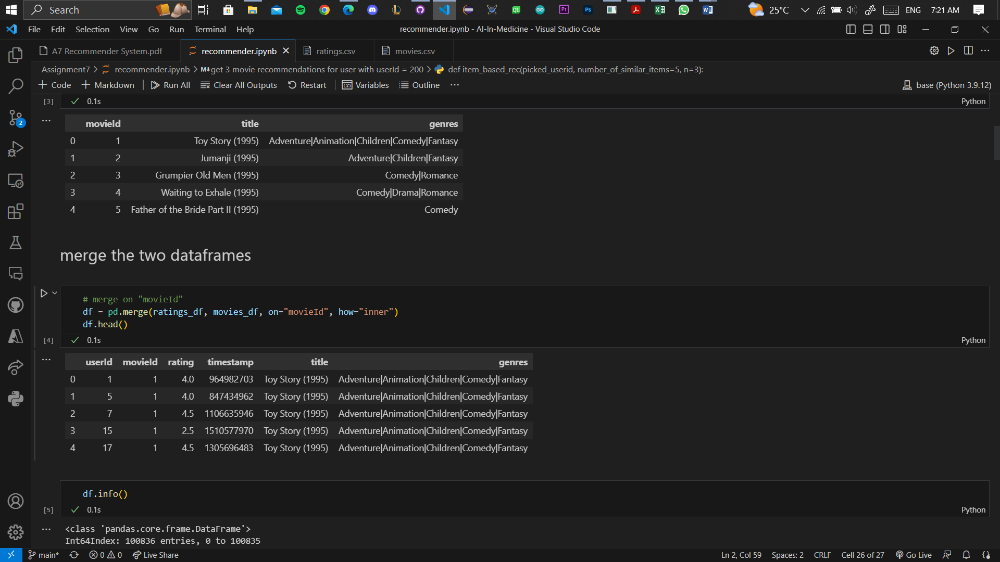 Search
25°C
ENG
7:21 AM
File Edit Selection View Go Run Terminal Help
recommender.ipynb - AI-In-Medicine - Visual Studio Code
A7 Recommender System.pdf
recommender.ipynb
ratings.csv
movies.csv
Assignment7 > recommender.ipynb > M↓get 3 movie recommendations for user with userId = 200 > def item_based_rec(picked_userid, number_of_similar_items=5, n=3):
+ Code + Markdown | Run All Clear All Outputs Restart | Variables Outline ...
base (Python 3.9.12)
[3] ✓ 0.1s Python
... movieId title genres
0 1 Toy Story (1995) Adventure|Animation|Children|Comedy|Fantasy
1 2 Jumanji (1995) Adventure|Children|Fantasy
2 3 Grumpier Old Men (1995) Comedy|Romance
3 4 Waiting to Exhale (1995) Comedy|Drama|Romance
4 5 Father of the Bride Part II (1995) Comedy
merge the two dataframes
# merge on "movieId"
df = pd.merge(ratings_df, movies_df, on="movieId", how="inner")
df.head()
[4] ✓ 0.1s Python
... userId movieId rating timestamp title genres
0 1 1 4.0 964982703 Toy Story (1995) Adventure|Animation|Children|Comedy|Fantasy
1 5 1 4.0 847434962 Toy Story (1995) Adventure|Animation|Children|Comedy|Fantasy
2 7 1 4.5 1106635946 Toy Story (1995) Adventure|Animation|Children|Comedy|Fantasy
3 15 1 2.5 1510577970 Toy Story (1995) Adventure|Animation|Children|Comedy|Fantasy
4 17 1 4.5 1305696483 Toy Story (1995) Adventure|Animation|Children|Comedy|Fantasy
df.info()
[5] ✓ 0.1s Python
... <class 'pandas.core.frame.DataFrame'>
Int64Index: 100836 entries, 0 to 100835
2
main* 0 0 Live Share
Ln 2, Col 59 Spaces: 2 CRLF Cell 26 of 27 Go Live